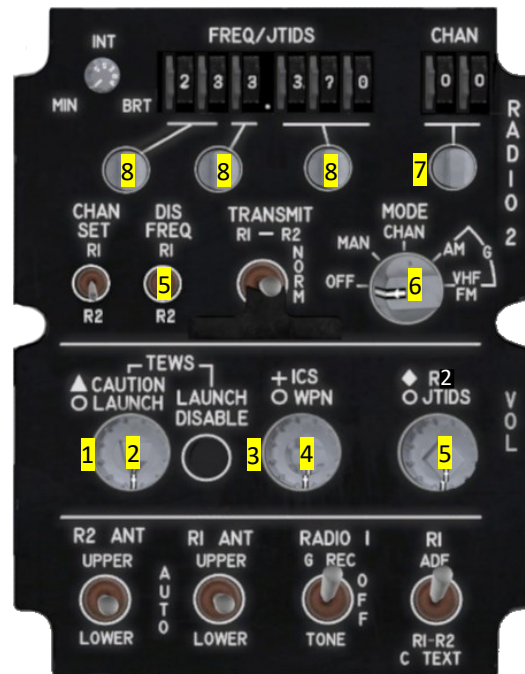 INT
FREQ/JTIDS
CHAN
2 3 3 . 3 ? 0
0 0
MIN
BRT
8
8
8
7
RADIO 2
CHAN SET
DIS FREQ
TRANSMIT
R1 — R2
NORM
MODE
CHAN
MAN
AM
G
OFF
VHF
FM
R1
R1
5
6
R2
R2
TEWS
▲ CAUTION
○ LAUNCH
LAUNCH
DISABLE
+ ICS
○ WPN
◆ R2
○ JTIDS
VOL
1
2
3
4
5
R2 ANT
R1 ANT
RADIO 1
R1
UPPER
UPPER
G REC
ADF
AUTO
OFF
LOWER
LOWER
TONE
R1-R2
C TEXT